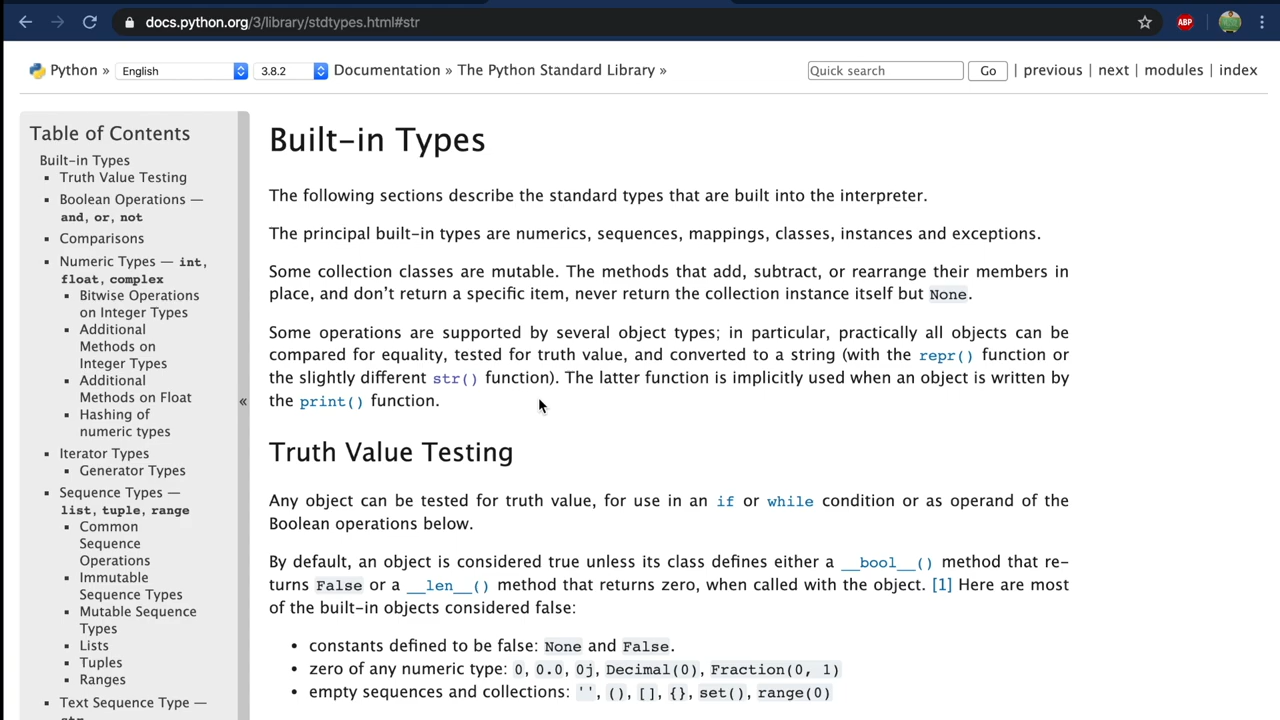 docs.python.org/3/library/stdtypes.html#str
ABP
Python » English 3.8.2 Documentation » The Python Standard Library » Quick search Go | previous | next | modules | index
Table of Contents
Built-in Types
Truth Value Testing
Boolean Operations —
and, or, not
Comparisons
Numeric Types — int,
float, complex
Bitwise Operations
on Integer Types
Additional
Methods on
Integer Types
Additional
Methods on Float
Hashing of
numeric types
Iterator Types
Generator Types
Sequence Types —
list, tuple, range
Common
Sequence
Operations
Immutable
Sequence Types
Mutable Sequence
Types
Lists
Tuples
Ranges
Text Sequence Type —
str
«
Built-in Types
The following sections describe the standard types that are built into the interpreter.
The principal built-in types are numerics, sequences, mappings, classes, instances and exceptions.
Some collection classes are mutable. The methods that add, subtract, or rearrange their members in
place, and don’t return a specific item, never return the collection instance itself but None.
Some operations are supported by several object types; in particular, practically all objects can be
compared for equality, tested for truth value, and converted to a string (with the repr() function or
the slightly different str() function). The latter function is implicitly used when an object is written by
the print() function.
Truth Value Testing
Any object can be tested for truth value, for use in an if or while condition or as operand of the
Boolean operations below.
By default, an object is considered true unless its class defines either a __bool__() method that re-
turns False or a __len__() method that returns zero, when called with the object. [1] Here are most
of the built-in objects considered false:
• constants defined to be false: None and False.
• zero of any numeric type: 0, 0.0, 0j, Decimal(0), Fraction(0, 1)
• empty sequences and collections: '', (), [], {}, set(), range(0)